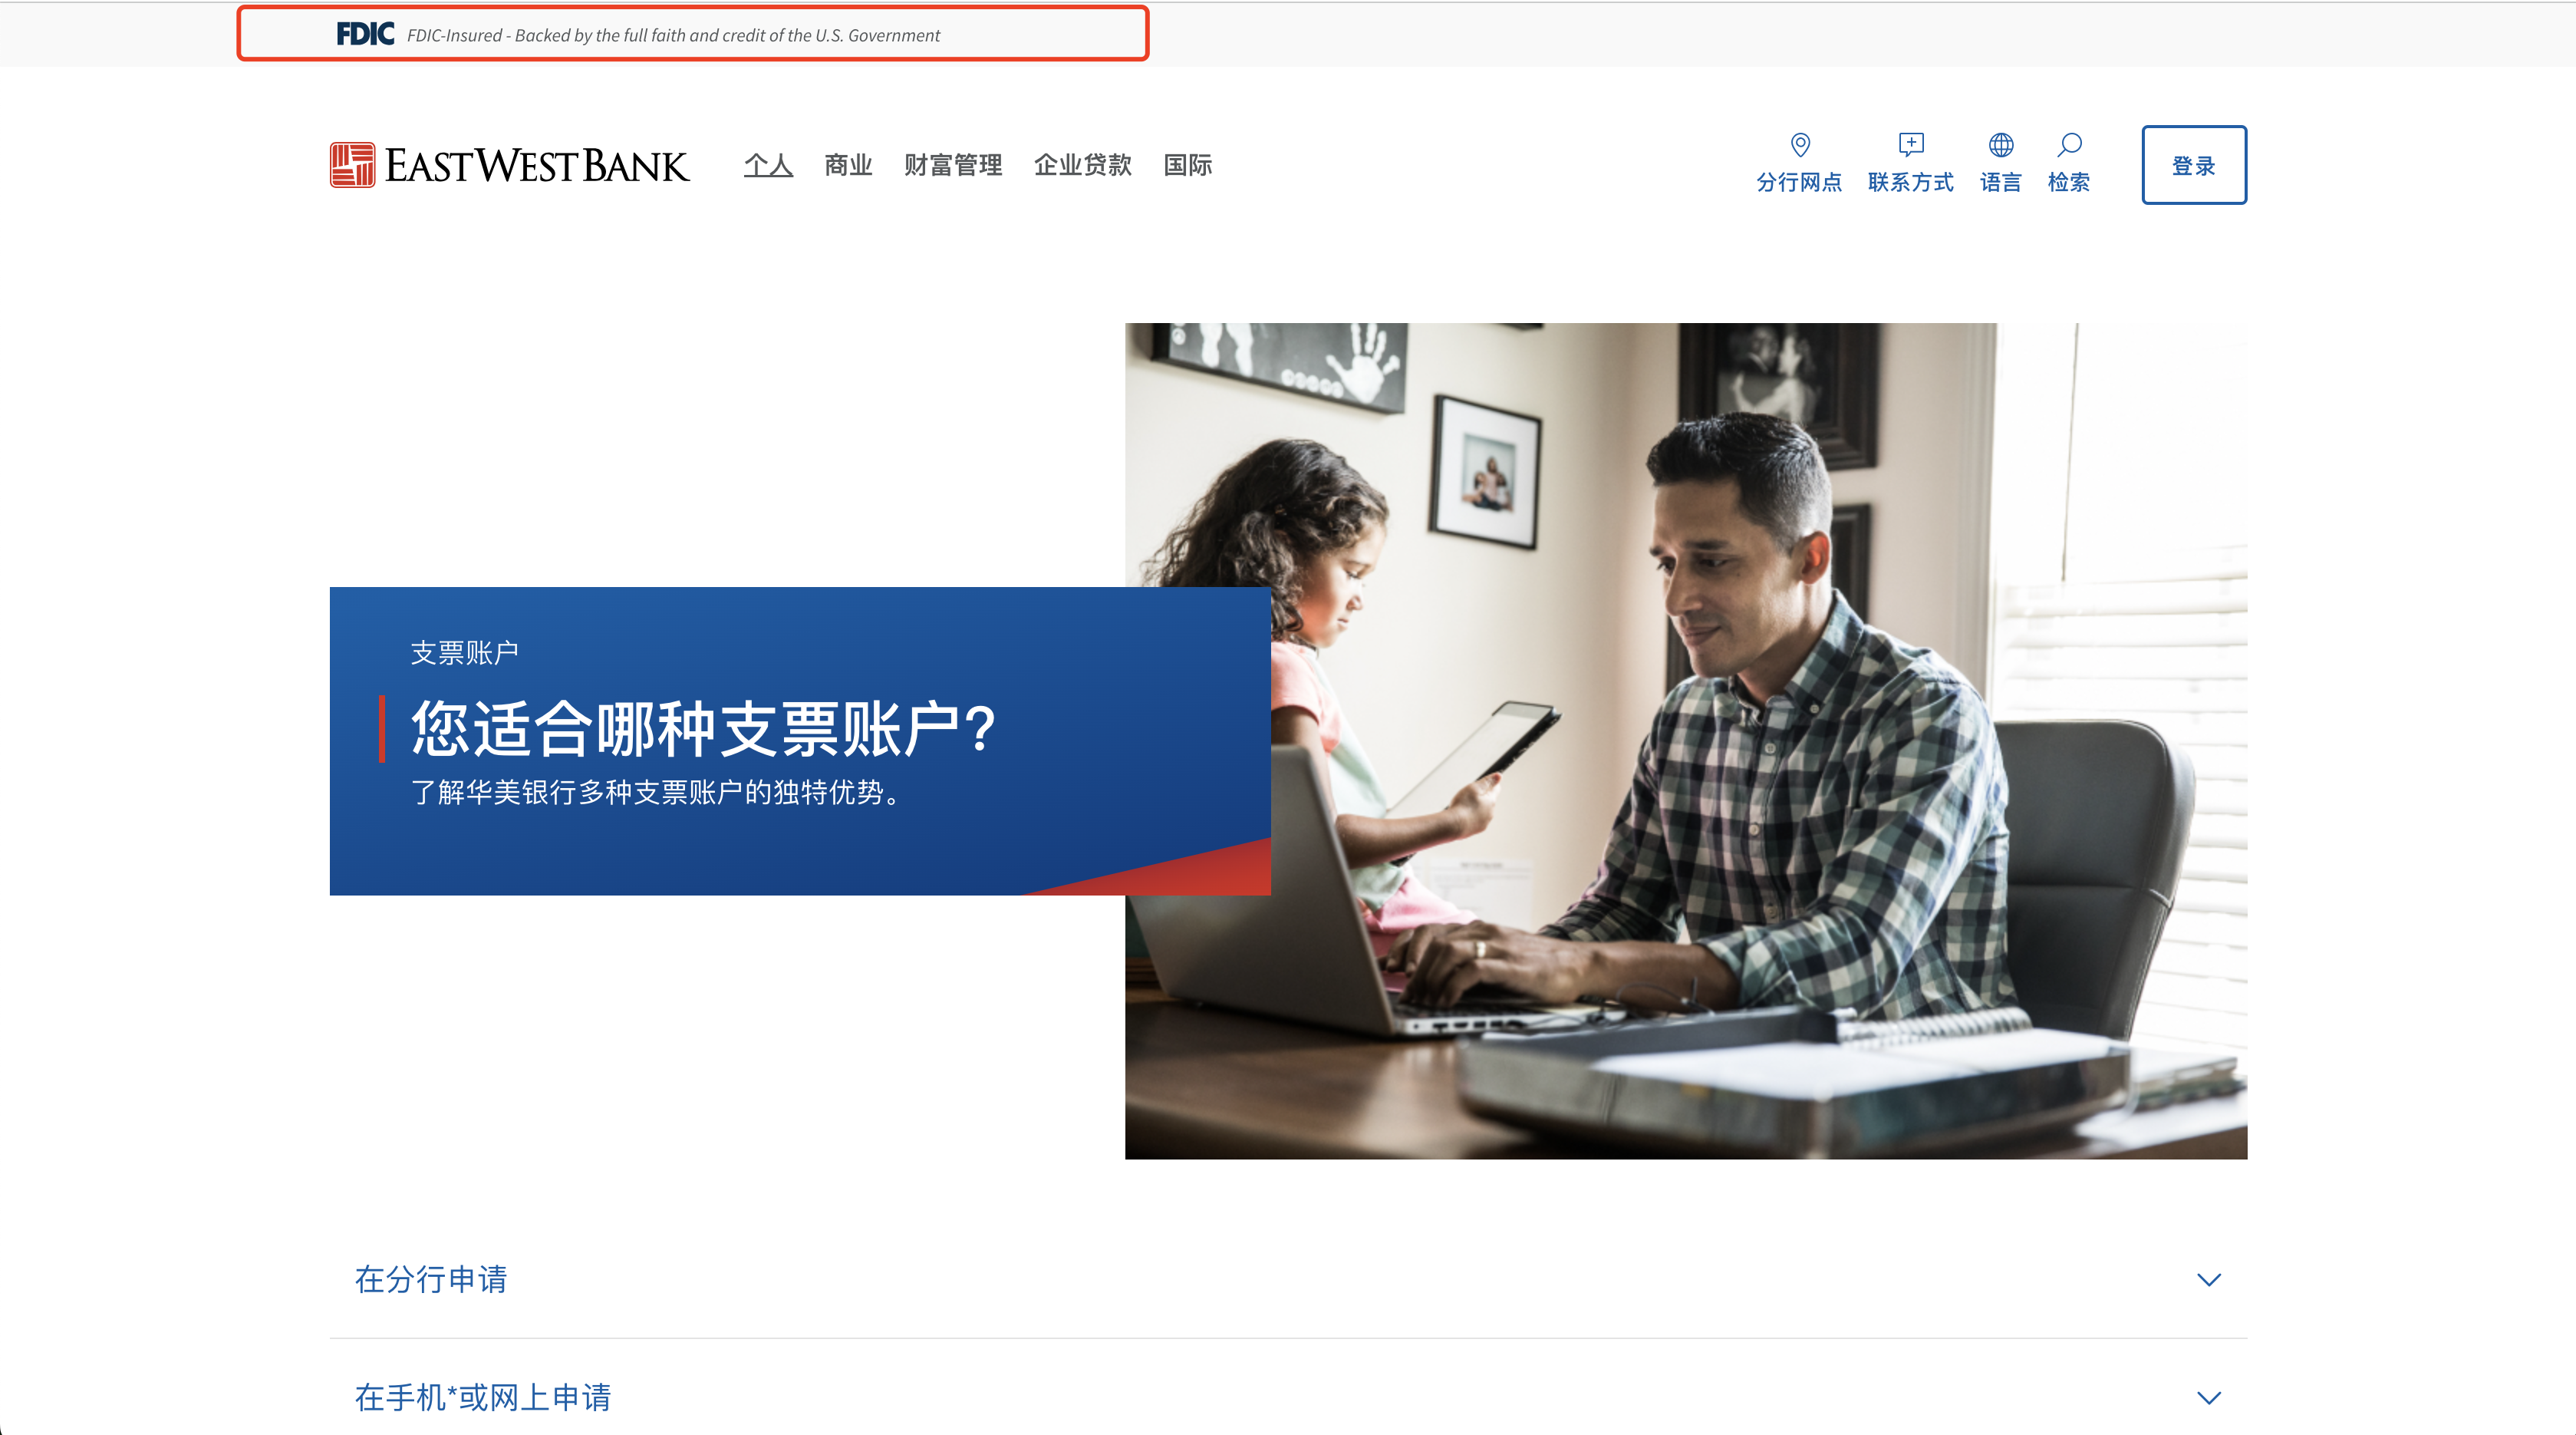 FDIC FDIC-Insured - Backed by the full faith and credit of the U.S. Government
EASTWESTBANK 个人 商业 财富管理 企业贷款 国际
分行网点 联系方式 语言 检索 登录
支票账户
您适合哪种支票账户?
了解华美银行多种支票账户的独特优势。
在分行申请
在手机*或网上申请